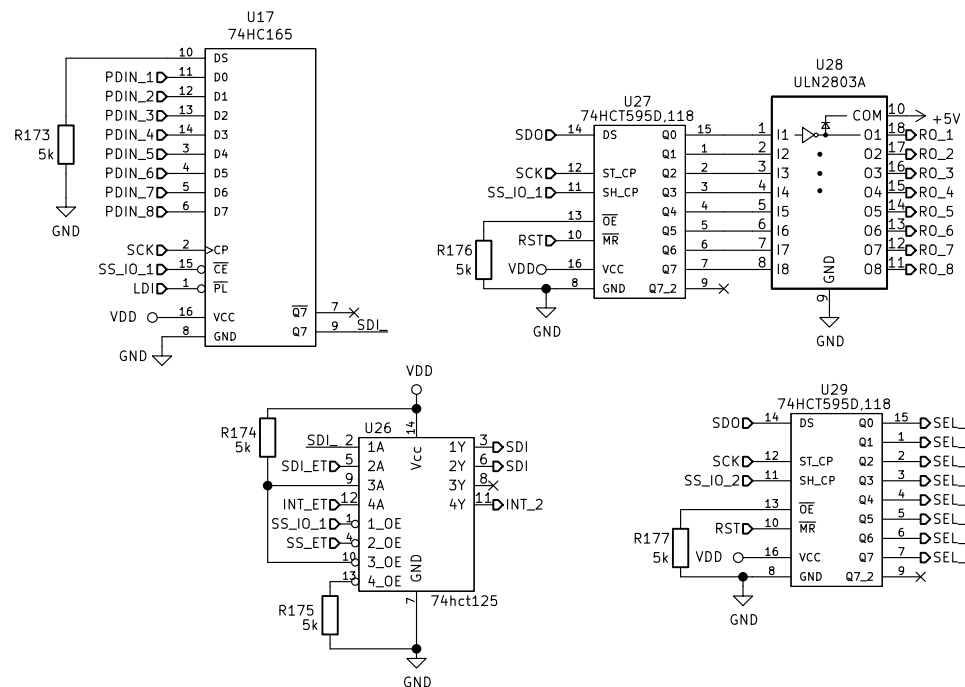 U17
74HC165
10 DS
PDIN_1 11 D0
PDIN_2 12 D1
PDIN_3 13 D2
PDIN_4 14 D3
PDIN_5 3 D4
PDIN_6 4 D5
PDIN_7 5 D6
PDIN_8 6 D7
R173
5k
GND
SCK 2 CP
SS_IO_1 15 CE
LDI 1 PL
VDD 16 VCC
GND 8 GND
Q7 7
Q7 9 SDI_
U27
74HCT595D,118
SDO 14 DS Q0 15
Q1 1
SCK 12 ST_CP Q2 2
SS_IO_1 11 SH_CP Q3 3
Q4 4
13 OE Q5 5
RST 10 MR Q6 6
VDD 16 VCC Q7 7
8 GND Q7_2 9
R176
5k
GND
U28
ULN2803A
COM 10 +5V
1 I1 O1 18 RO_1
2 I2 O2 17 RO_2
3 I3 O3 16 RO_3
4 I4 O4 15 RO_4
5 I5 O5 14 RO_5
6 I6 O6 13 RO_6
7 I7 O7 12 RO_7
8 I8 O8 11 RO_8
GND
9
GND
VDD
R174
5k
U26
14
Vcc
SDI_ 2 1A 1Y 3 SDI
SDI_ET 5 2A 2Y 6 SDI
9 3A 3Y 8
INT_ET 12 4A 4Y 11 INT_2
SS_IO_1 1 1_OE
SS_ET 4 2_OE
10 3_OE
13 4_OE
GND
7
74hct125
R175
5k
GND
U29
74HCT595D,118
SDO 14 DS Q0 15 SEL_
Q1 1 SEL_
SCK 12 ST_CP Q2 2 SEL_
SS_IO_2 11 SH_CP Q3 3 SEL_
Q4 4 SEL_
13 OE Q5 5 SEL_
RST 10 MR Q6 6 SEL_
VDD 16 VCC Q7 7 SEL_
8 GND Q7_2 9
R177
5k
GND